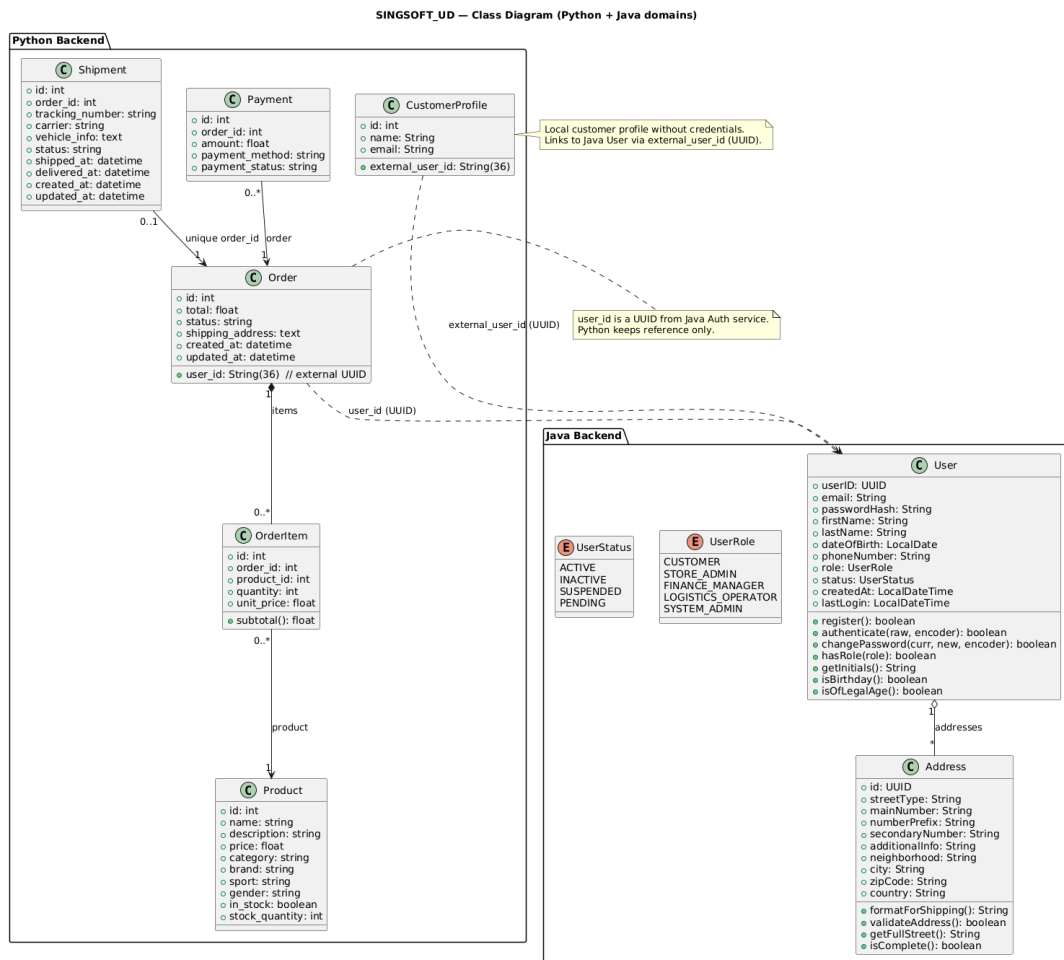 SINGSOFT_UD — Class Diagram (Python + Java domains)
Python Backend
C Shipment
id: int
order_id: int
tracking_number: string
carrier: string
vehicle_info: text
status: string
shipped_at: datetime
delivered_at: datetime
created_at: datetime
updated_at: datetime
C Payment
id: int
order_id: int
amount: float
payment_method: string
payment_status: string
C CustomerProfile
id: int
name: String
email: String
external_user_id: String(36)
Local customer profile without credentials.
Links to Java User via external_user_id (UUID).
0..1
unique order_id
1
0..*
order
1
C Order
id: int
total: float
status: string
shipping_address: text
created_at: datetime
updated_at: datetime
user_id: String(36)  // external UUID
external_user_id (UUID)
user_id is a UUID from Java Auth service.
Python keeps reference only.
1
items
0..*
user_id (UUID)
C OrderItem
id: int
order_id: int
product_id: int
quantity: int
unit_price: float
subtotal(): float
0..*
product
1
C Product
id: int
name: string
description: string
price: float
category: string
brand: string
sport: string
gender: string
in_stock: boolean
stock_quantity: int
Java Backend
E UserStatus
ACTIVE
INACTIVE
SUSPENDED
PENDING
E UserRole
CUSTOMER
STORE_ADMIN
FINANCE_MANAGER
LOGISTICS_OPERATOR
SYSTEM_ADMIN
C User
userID: UUID
email: String
passwordHash: String
firstName: String
lastName: String
dateOfBirth: LocalDate
phoneNumber: String
role: UserRole
status: UserStatus
createdAt: LocalDateTime
lastLogin: LocalDateTime
register(): boolean
authenticate(raw, encoder): boolean
changePassword(curr, new, encoder): boolean
hasRole(role): boolean
getInitials(): String
isBirthday(): boolean
isOfLegalAge(): boolean
1
addresses
*
C Address
id: UUID
streetType: String
mainNumber: String
numberPrefix: String
secondaryNumber: String
additionalInfo: String
neighborhood: String
city: String
zipCode: String
country: String
formatForShipping(): String
validateAddress(): boolean
getFullStreet(): String
isComplete(): boolean